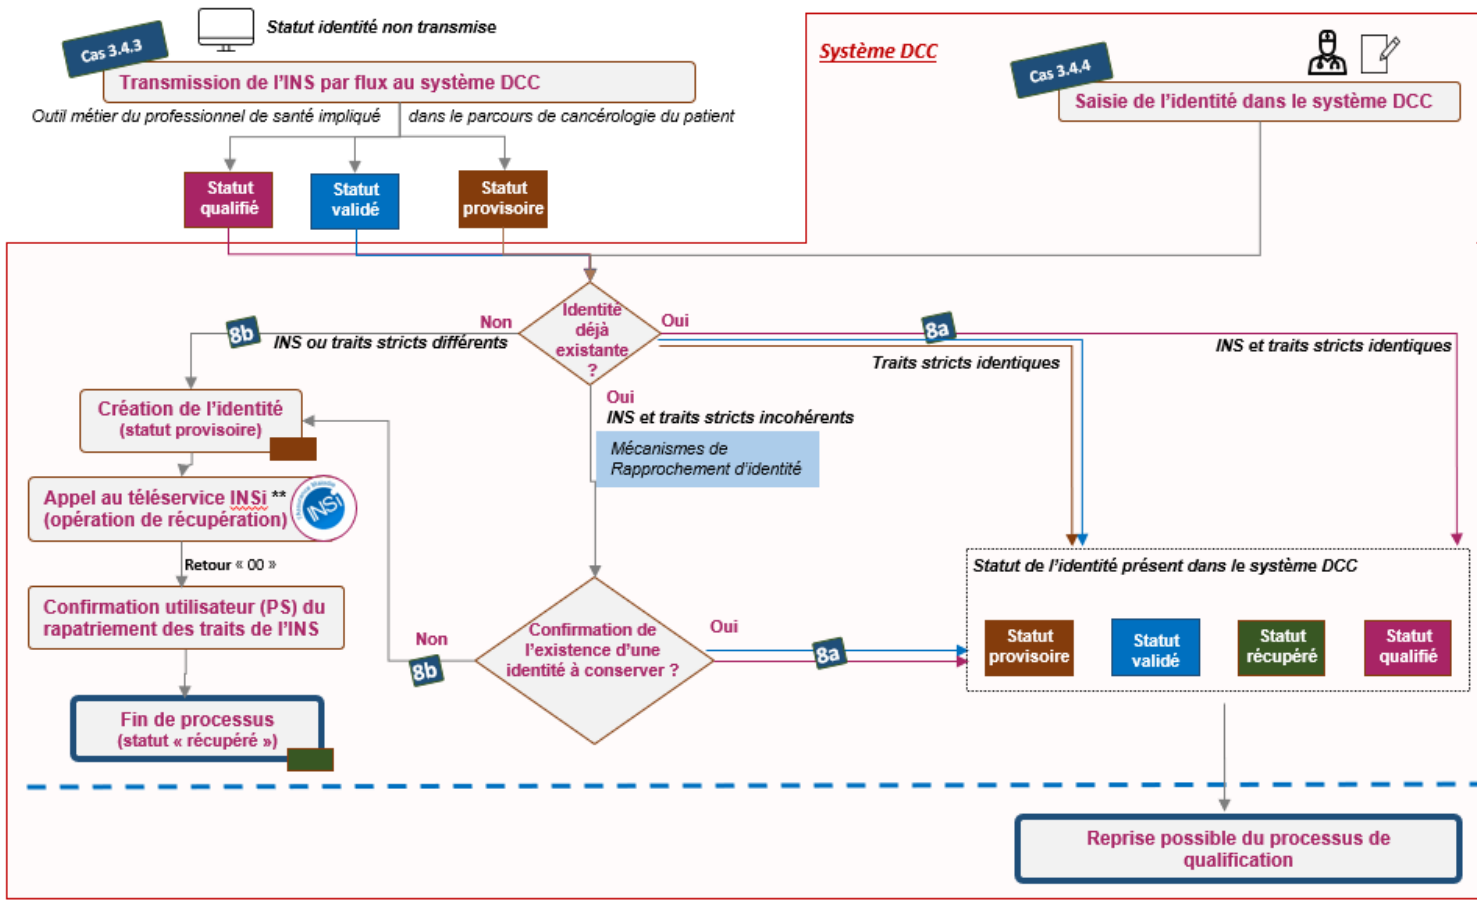 Statut identité non transmise
Cas 3.4.3
Transmission de l'INS par flux au système DCC
Outil métier du professionnel de santé impliqué dans le parcours de cancérologie du patient
Système DCC
Cas 3.4.4
Saisie de l'identité dans le système DCC
Statut
qualifié
Statut
validé
Statut
provisoire
Identité
déjà
existante
?
Non
8b
INS ou traits stricts différents
Oui
8a
INS et traits stricts identiques
Traits stricts identiques
Oui
INS et traits stricts incohérents
Mécanismes de
Rapprochement d'identité
Création de l'identité
(statut provisoire)
Appel au téléservice INSi **
(opération de récupération)
INSi
Retour « 00 »
Confirmation utilisateur (PS) du
rapatriement des traits de l'INS
Fin de processus
(statut « récupéré »)
Confirmation de
l'existence d'une
identité à conserver ?
Non
8b
Oui
8a
Statut de l'identité présent dans le système DCC
Statut
provisoire
Statut
validé
Statut
récupéré
Statut
qualifié
Reprise possible du processus de
qualification